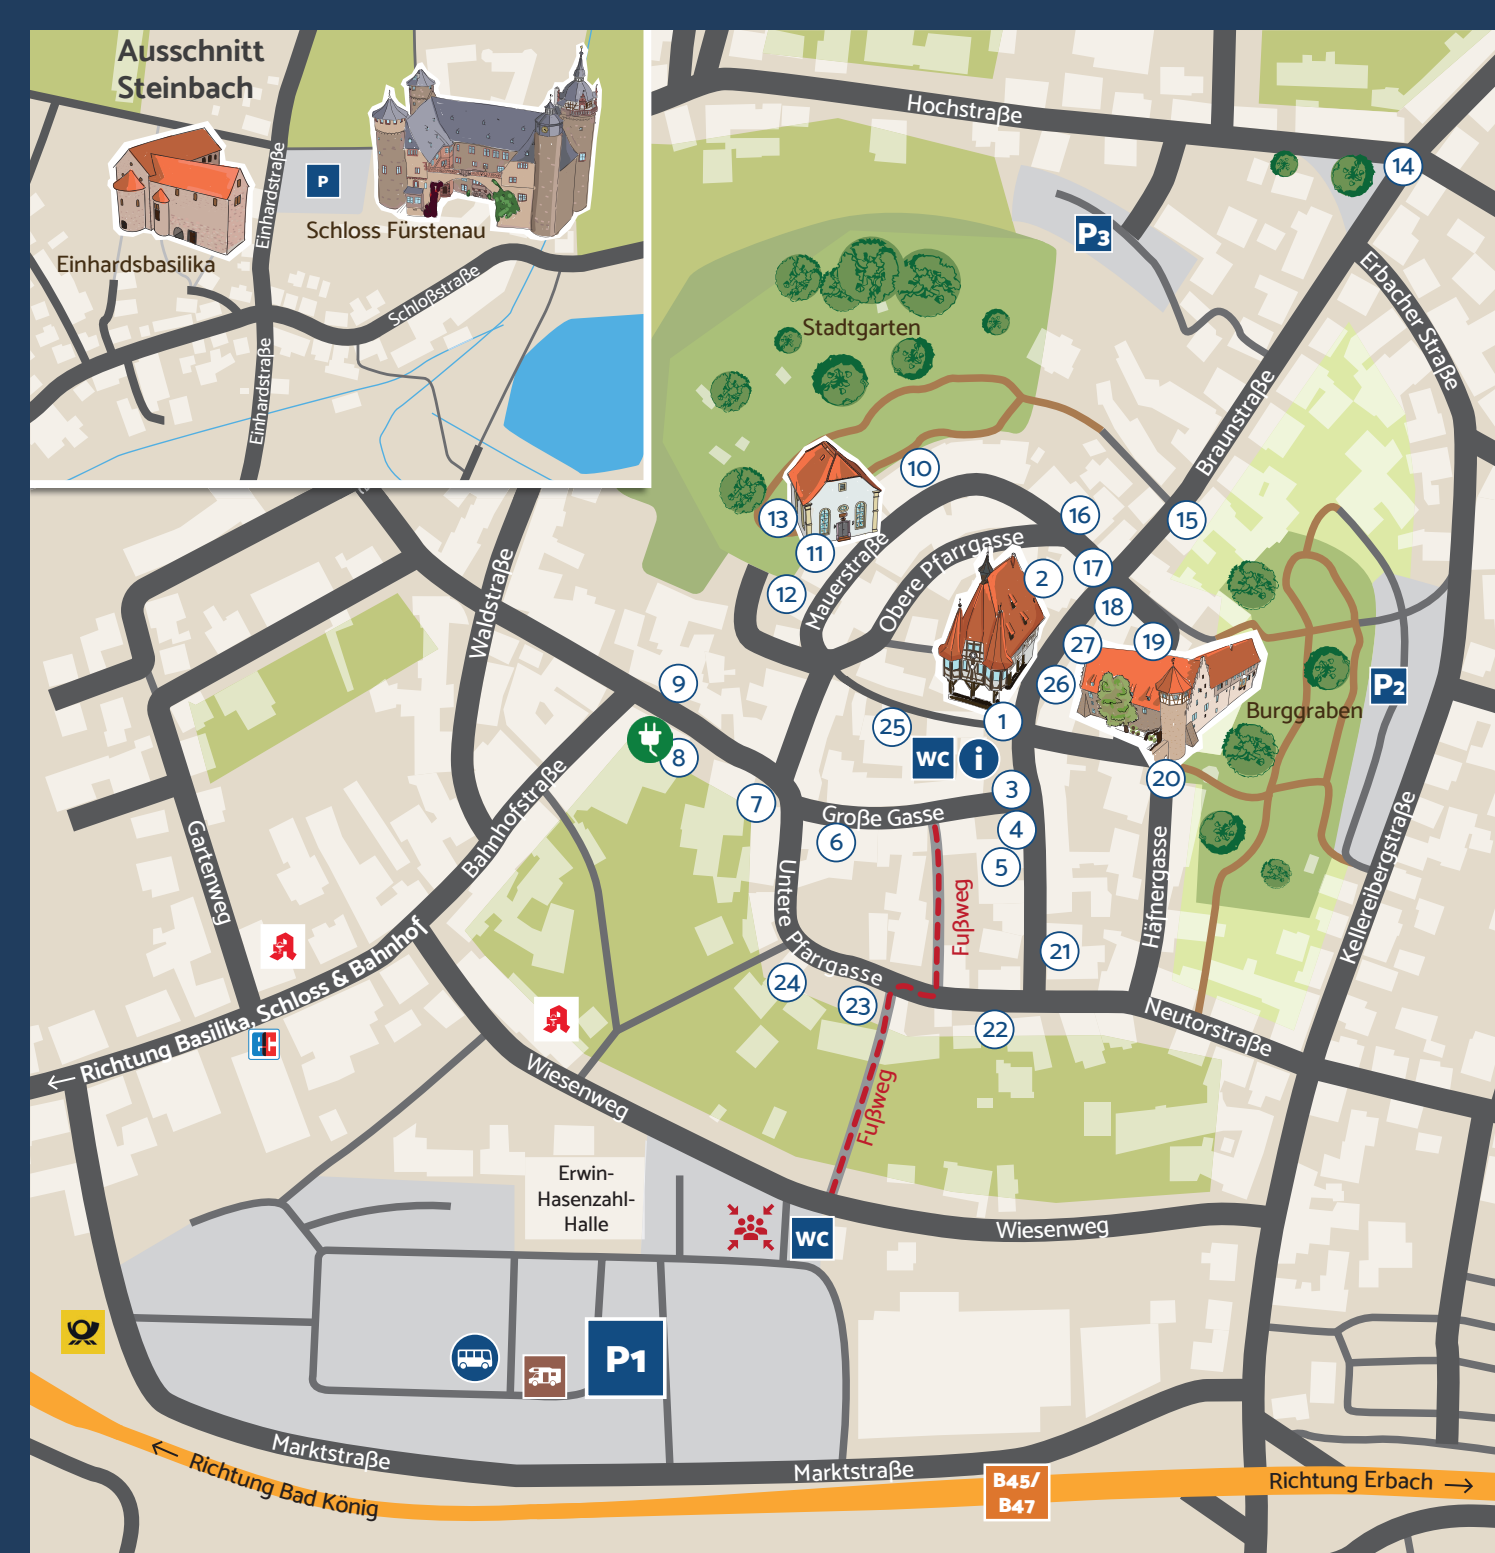 Ausschnitt
Steinbach
P
Einhardstraße
Schloss Fürstenau
Einhardsbasilika
Schloßstraße
Einhardstraße
Hochstraße
14
P3
Erbacher Straße
Stadtgarten
Braunstraße
10
13
16
15
11
Obere Pfarrgasse
Mauerstraße
17
2
12
18
Waldstraße
19
27
9
26
P2
Burggraben
25
1
8
WC
i
20
3
7
Große Gasse
4
6
5
Bahnhofstraße
Gartenweg
Untere Pfarrgasse
Fußweg
Häfnergasse
Kellereibergstraße
21
A
24
23
← Richtung Basilika, Schloss & Bahnhof
A
22
Neutorstraße
EC
Wiesenweg
Fußweg
Erwin-
Hasenzahl-
Halle
WC
Wiesenweg
P1
Marktstraße
Marktstraße
← Richtung Bad König
B45/
B47
Richtung Erbach →